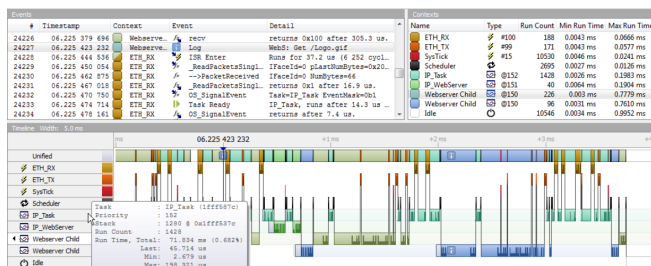 Events
# Timestamp Context Event Detail
24226 06.225 379 696 Webserve... recv returns 0x100 after 305.3 us.
24227 06.225 423 232 Webserve... Log WebS: Get /Logo.gif
24228 06.225 444 536 ETH_RX ISR Enter Runs for 37.2 us (6 252 cycl...
24229 06.225 450 054 ETH_RX _ReadPacketsSingl... IFaceId=0 pLastNumBytes=0x20...
24230 06.225 462 875 ETH_RX -->PacketReceived IFaceId=0 NumBytes=66
24231 06.225 467 018 ETH_RX _ReadPacketsSingl... returns 0x1 after 16.9 us.
24232 06.225 470 750 ETH_RX OS_SignalEvent Task=IP_Task EventMask=0b1
24233 06.225 474 714 ETH_RX Task Ready IP_Task, runs after 14.3 us ...
24234 06.225 478 161 ETH_RX OS_SignalEvent returns after 7.4 us.
Contexts
Name Type Run Count Min Run Time Max Run Time
ETH_RX #100 188 0.0043 ms 0.0666 ms
ETH_TX #99 171 0.0043 ms 0.0577 ms
SysTick #15 10530 0.0046 ms 0.0241 ms
Scheduler 2695 0.0027 ms 0.0126 ms
IP_Task @152 1428 0.0026 ms 0.1983 ms
IP_WebServer @151 40 0.0064 ms 0.1904 ms
Webserver Child @150 226 0.003 ms 0.7779 ms
Webserver Child @150 96 0.0031 ms 0.7610 ms
Idle 10546 0.0034 ms 0.9952 ms
Timeline Width: 5.0 ms
ms 06.225 423 232 +1 ms +2 ms +3 ms
Unified
ETH_RX
ETH_TX
SysTick
Scheduler
IP_Task
IP_WebServer
Webserver Child
Webserver Child
Idle
Task : IP_Task (1fff587c)
Priority : 152
Stack : 1280 @ 0x1fff537c
Run Count : 1428
Run Time, Total: 71.834 ms (0.682%)
Last: 45.714 us
Min: 2.679 us
Max: 198.321 us